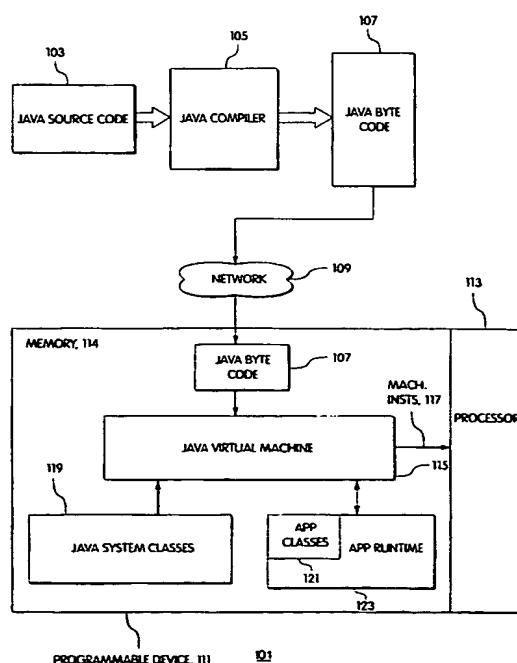 103
JAVA SOURCE CODE
105
JAVA COMPILER
107
JAVA BYTE
CODE
NETWORK
109
113
MEMORY, 114
JAVA BYTE
CODE
107
MACH.
INSTS, 117
PROCESSOR
JAVA VIRTUAL MACHINE
115
119
JAVA SYSTEM CLASSES
APP
CLASSES
APP RUNTIME
121
123
PROGRAMMABLE DEVICE, 111
101